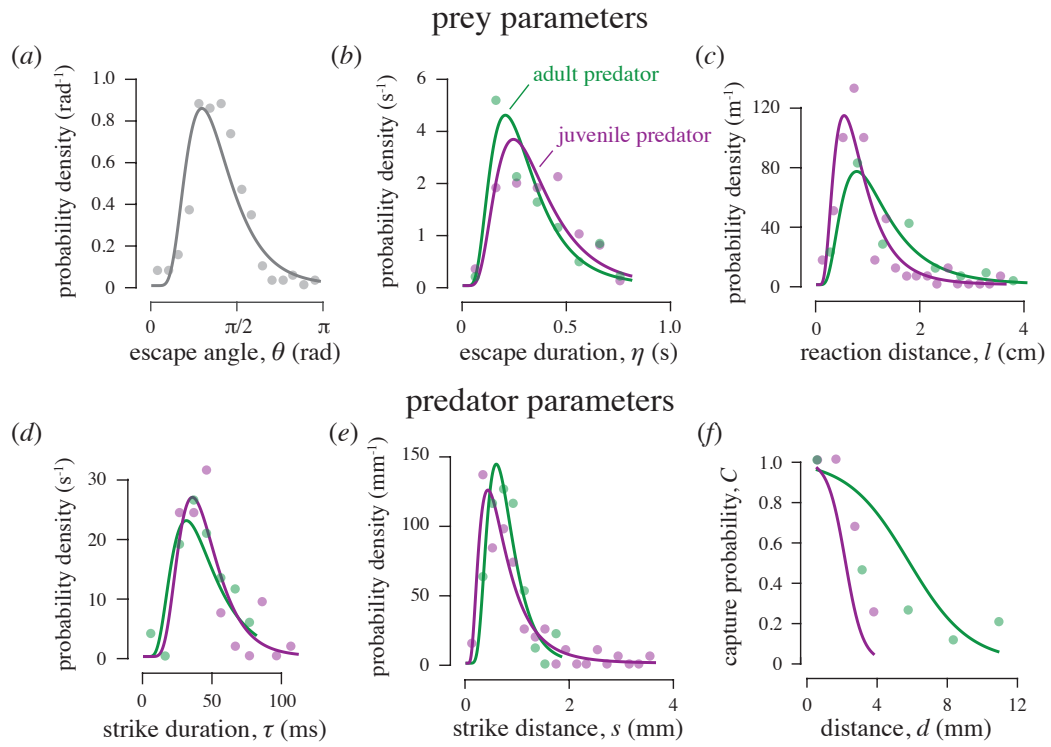 prey parameters
(a)
probability density (rad⁻¹)
1.0
0.8
0.6
0.4
0.2
0
0
π/2
π
escape angle, θ (rad)
(b)
adult predator
juvenile predator
probability density (s⁻¹)
6
4
2
1
0
0
0.5
1.0
escape duration, η (s)
(c)
probability density (m⁻¹)
120
80
40
0
0
2
4
reaction distance, l (cm)
predator parameters
(d)
probability density (s⁻¹)
30
20
10
0
0
50
100
strike duration, τ (ms)
(e)
probability density (mm⁻¹)
150
100
50
0
0
2
4
strike distance, s (mm)
(f)
capture probability, C
1.0
0.8
0.6
0.4
0.2
0
0
4
8
12
distance, d (mm)